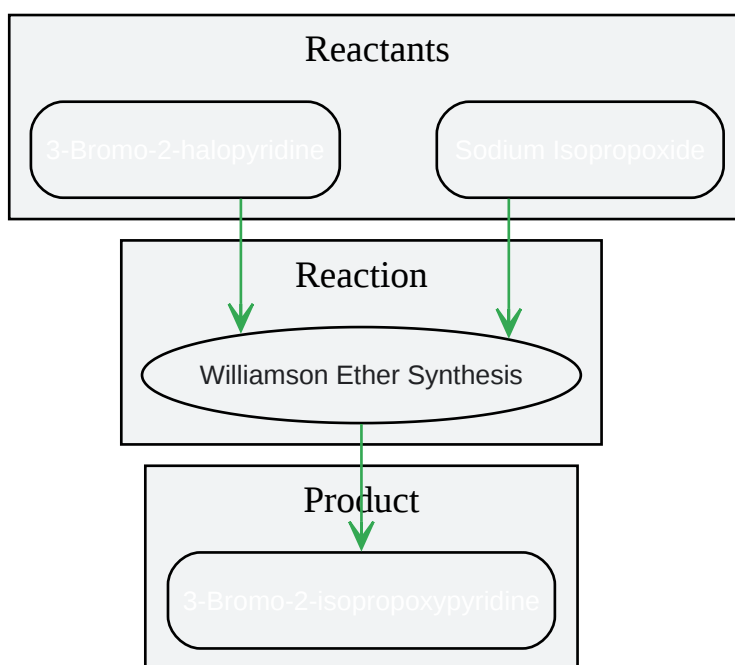 Reactants
3-Bromo-2-halopyridine
Sodium Isopropoxide
Reaction
Williamson Ether Synthesis
Product
3-Bromo-2-isopropoxypyridine